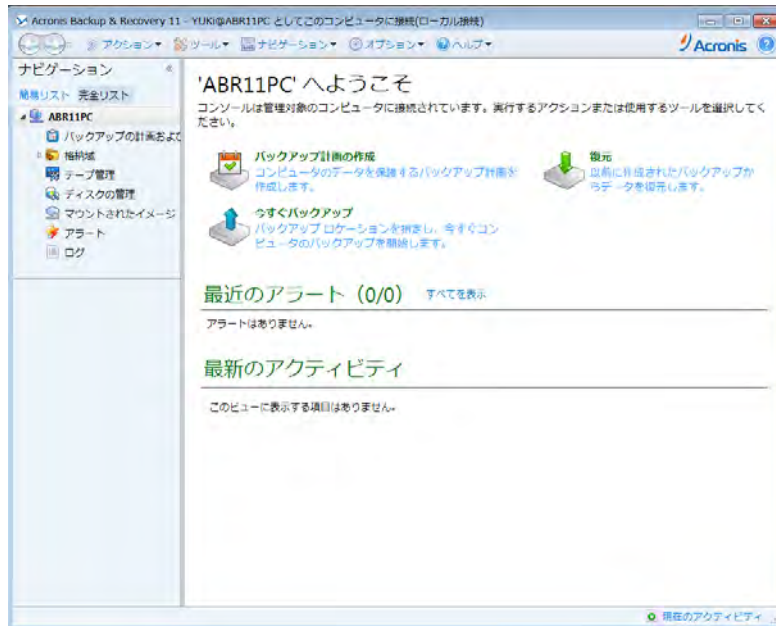 Acronis Backup & Recovery 11 - YUKI@ABR11PC としてこのコンピュータに接続(ローカル接続)
アクション ツール ナビゲーション オプション ヘルプ
Acronis
ナビゲーション
簡易リスト 完全リスト
ABR11PC
バックアップの計画およ
格納域
テープ管理
ディスクの管理
マウントされたイメージ
アラート
ログ
'ABR11PC' へようこそ
コンソールは管理対象のコンピュータに接続されています。実行するアクションまたは使用するツールを選択してく
ださい。
バックアップ計画の作成
コンピュータのデータを保護するバックアップ計画を
作成します。
復元
以前に作成されたバックアップか
らデータを復元します。
今すぐバックアップ
バックアップ ロケーションを指定し、今すぐコン
ピュータのバックアップを開始します。
最近のアラート (0/0) すべてを表示
アラートはありません。
最新のアクティビティ
このビューに表示する項目はありません。
現在のアクティビティ